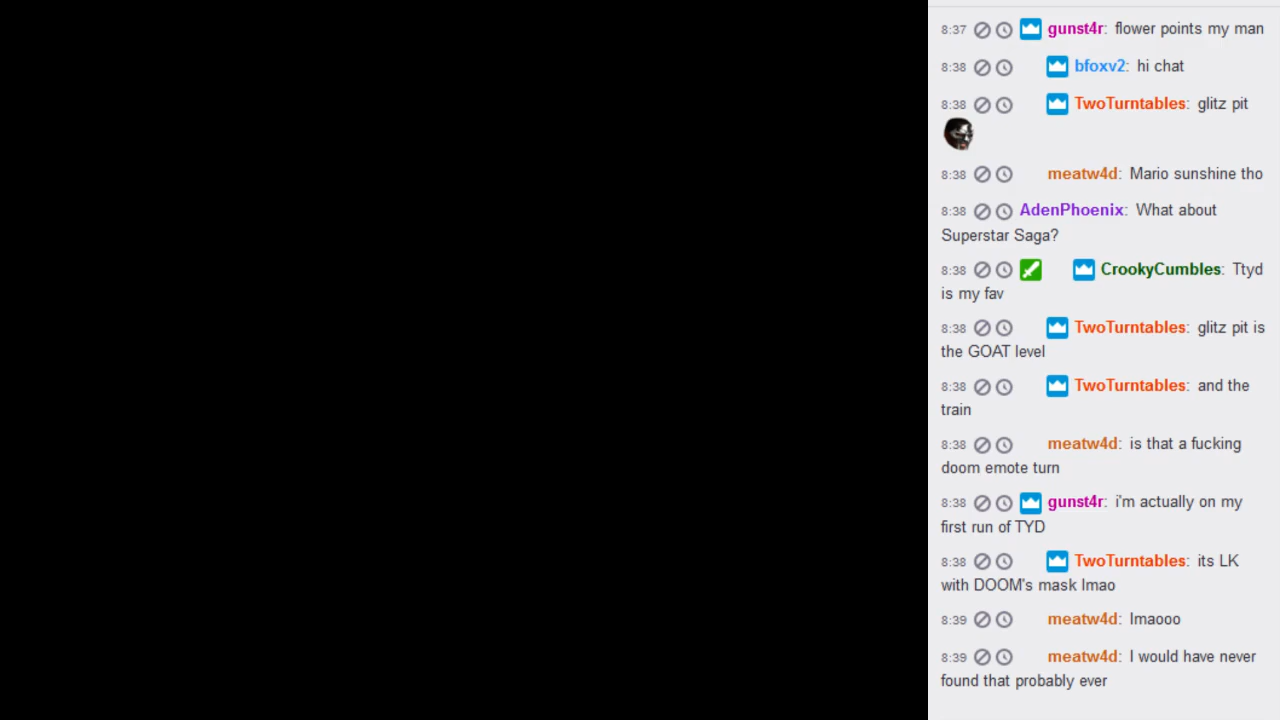 8:37 gunst4r: flower points my man
8:38 bfoxv2: hi chat
8:38 TwoTurntables: glitz pit
8:38 meatw4d: Mario sunshine tho
8:38 AdenPhoenix: What about
Superstar Saga?
8:38 CrookyCumbles: Ttyd
is my fav
8:38 TwoTurntables: glitz pit is
the GOAT level
8:38 TwoTurntables: and the
train
8:38 meatw4d: is that a fucking
doom emote turn
8:38 gunst4r: i'm actually on my
first run of TYD
8:38 TwoTurntables: its LK
with DOOM's mask lmao
8:39 meatw4d: lmaooo
8:39 meatw4d: I would have never
found that probably ever